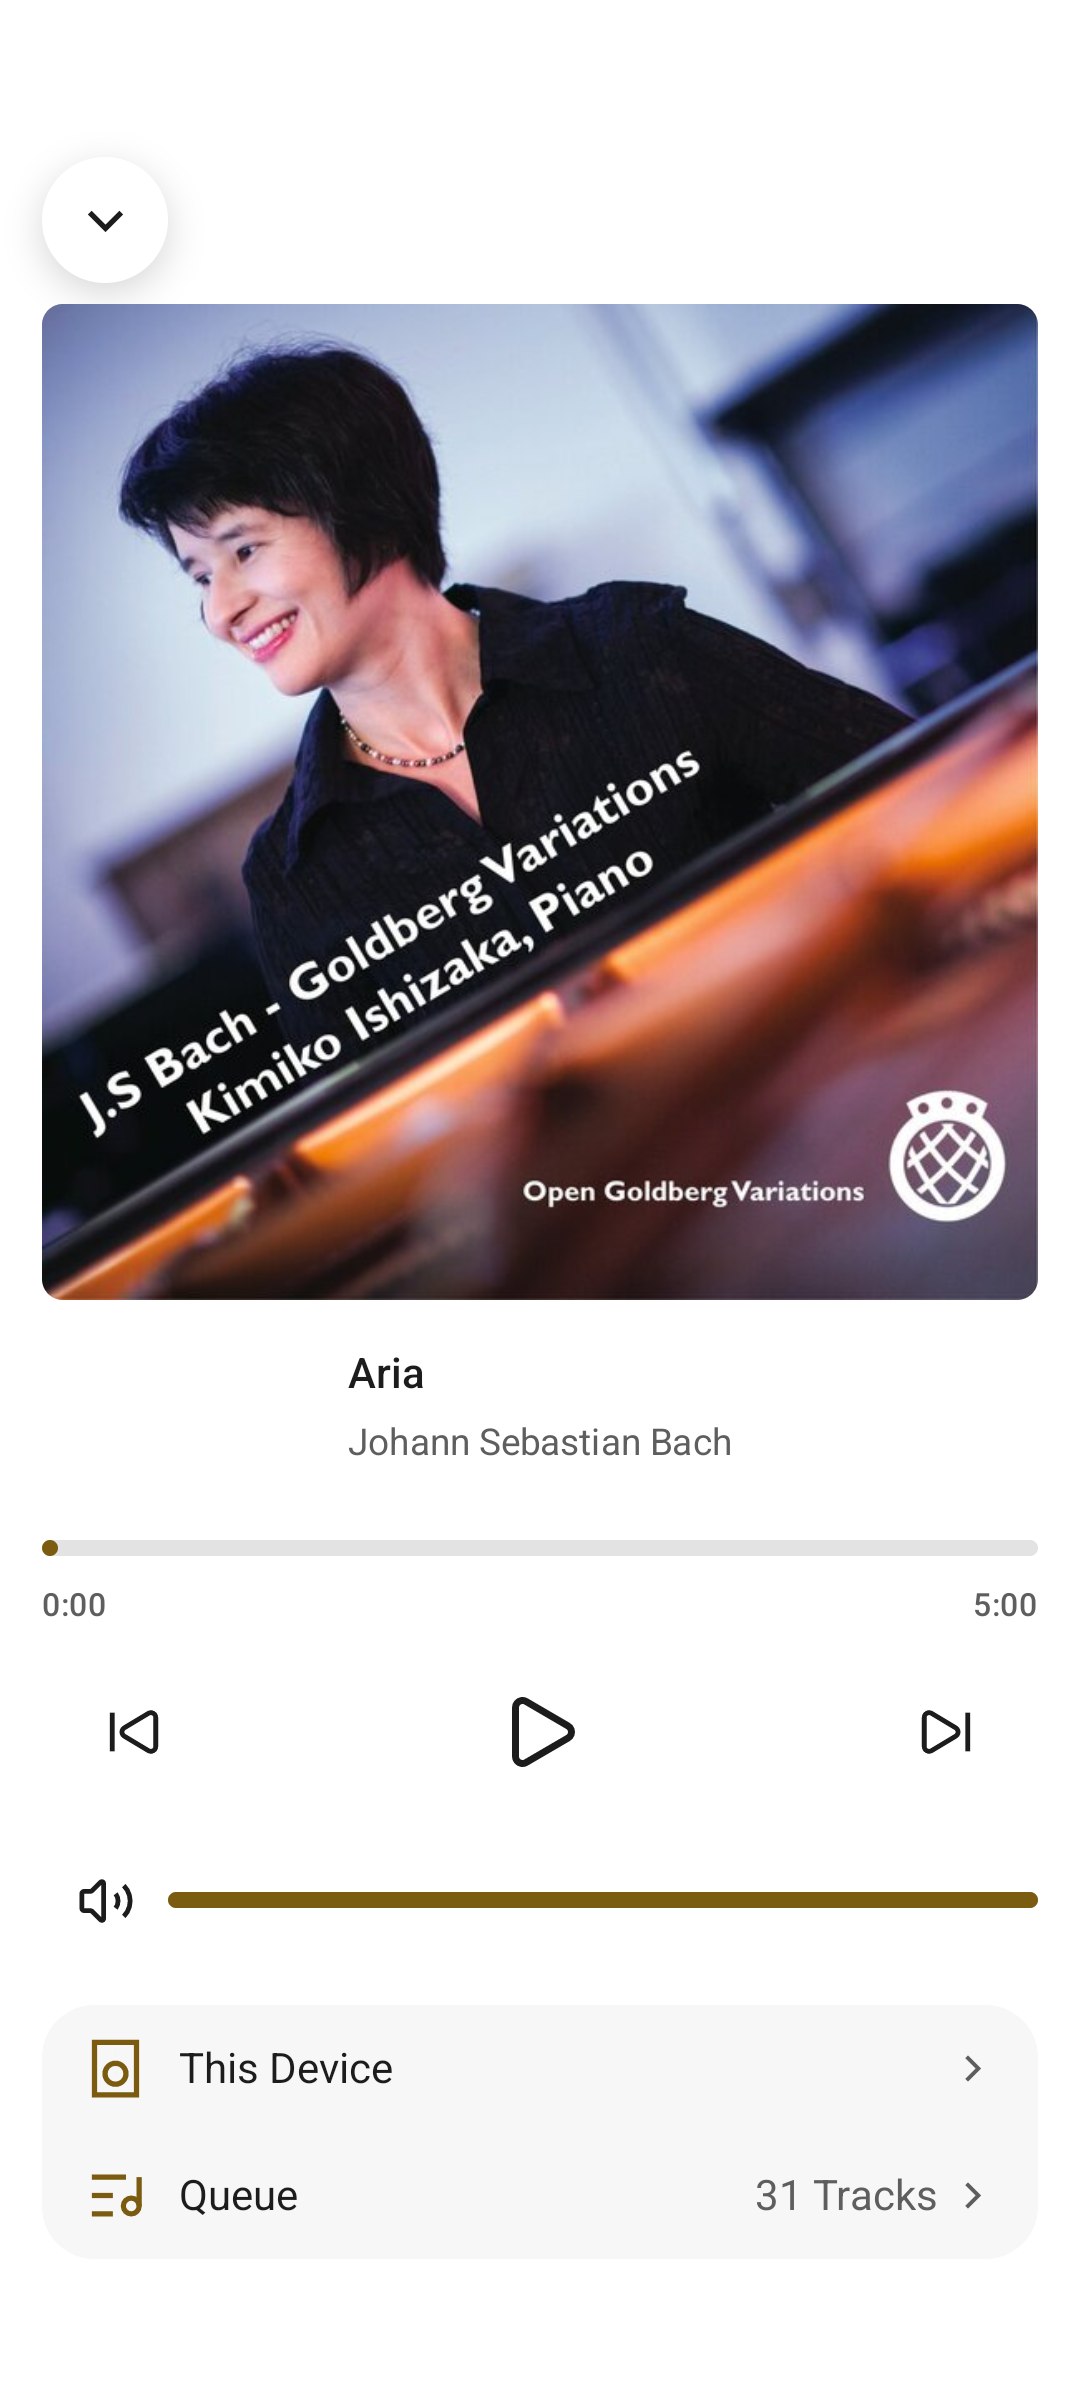 J.S Bach - Goldberg Variations
Kimiko Ishizaka, Piano
Open Goldberg Variations
Aria
Johann Sebastian Bach
0:00 5:00
This Device
Queue 31 Tracks